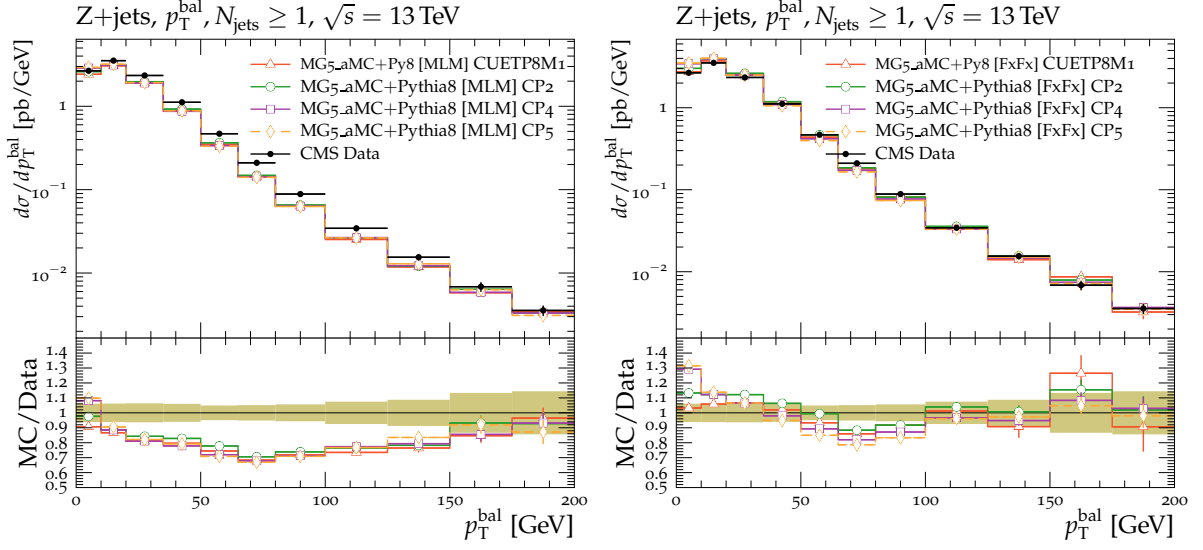 Z+jets, p_T^bal, N_jets ≥ 1, √s = 13 TeV
dσ/dp_T^bal [pb/GeV]
MG5_aMC+Py8 [MLM] CUETP8M1
MG5_aMC+Pythia8 [MLM] CP2
MG5_aMC+Pythia8 [MLM] CP4
MG5_aMC+Pythia8 [MLM] CP5
CMS Data
1
10^−1
10^−2
MC/Data
1.4
1.3
1.2
1.1
1
0.9
0.8
0.7
0.6
0.5
0 50 100 150 200
p_T^bal [GeV]
Z+jets, p_T^bal, N_jets ≥ 1, √s = 13 TeV
dσ/dp_T^bal [pb/GeV]
MG5_aMC+Py8 [FxFx] CUETP8M1
MG5_aMC+Pythia8 [FxFx] CP2
MG5_aMC+Pythia8 [FxFx] CP4
MG5_aMC+Pythia8 [FxFx] CP5
CMS Data
1
10^−1
10^−2
MC/Data
1.4
1.3
1.2
1.1
1
0.9
0.8
0.7
0.6
0.5
0 50 100 150 200
p_T^bal [GeV]